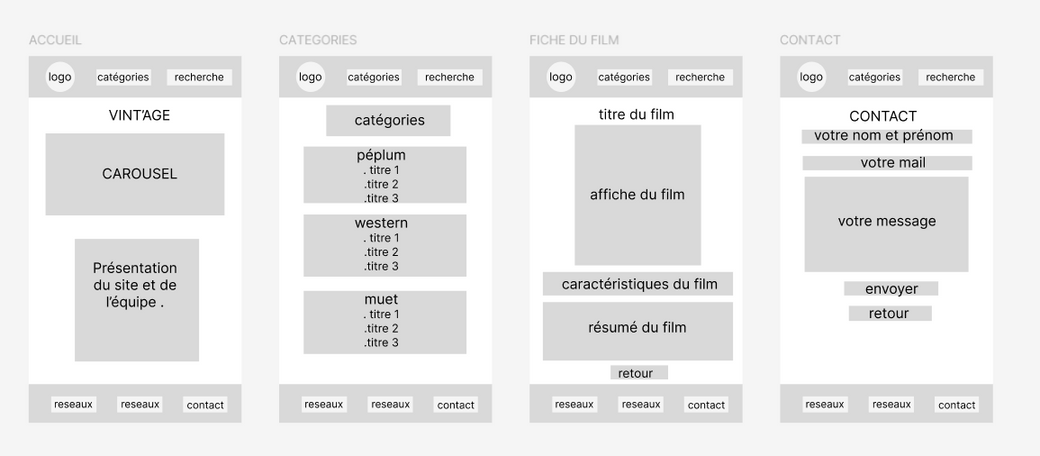 ACCUEIL
logo
catégories
recherche
VINT'AGE
CAROUSEL
Présentation
du site et de
l'équipe .
reseaux
reseaux
contact
CATEGORIES
logo
catégories
recherche
catégories
péplum
. titre 1
.titre 2
.titre 3
western
. titre 1
.titre 2
.titre 3
muet
. titre 1
.titre 2
.titre 3
reseaux
reseaux
contact
FICHE DU FILM
logo
catégories
recherche
titre du film
affiche du film
caractéristiques du film
résumé du film
retour
reseaux
reseaux
contact
CONTACT
logo
catégories
recherche
CONTACT
votre nom et prénom
votre mail
votre message
envoyer
retour
reseaux
reseaux
contact